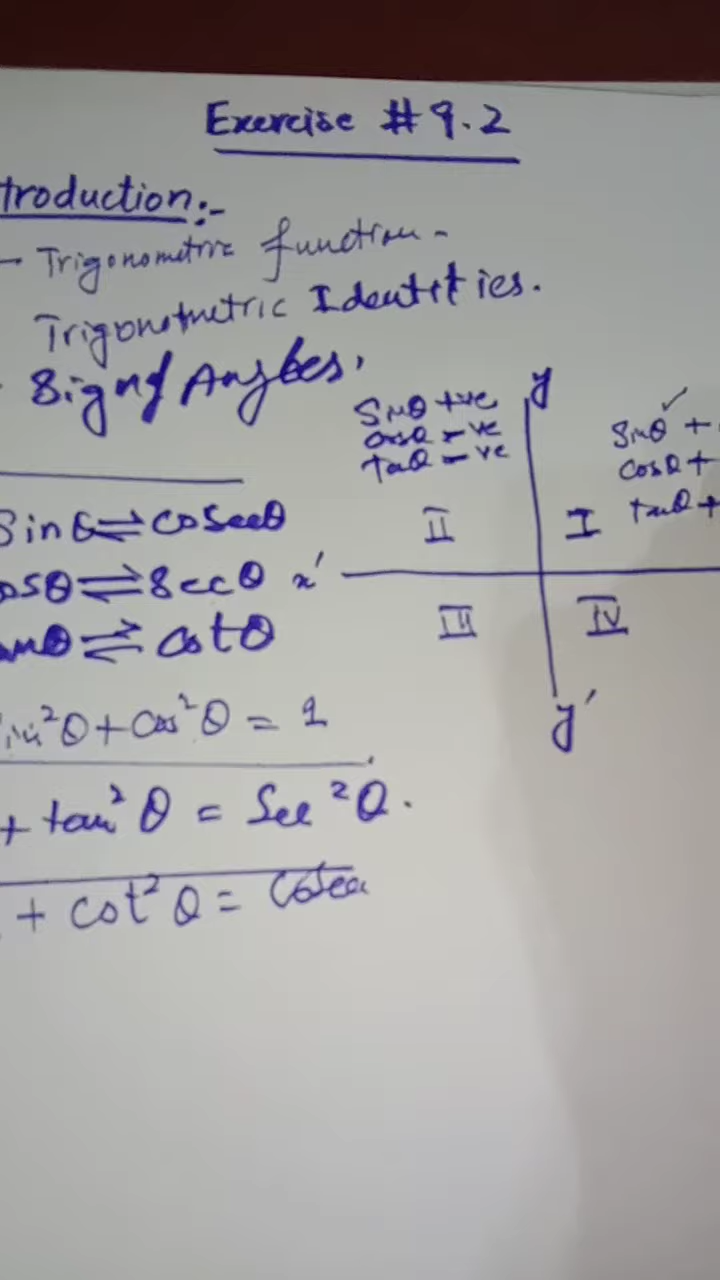 Exercise # 9.2
troduction:-
- Trigonometric function -
Trigonometric Identities.
Sign of Angles.
y
Sinθ +ve
cosθ -ve
tanθ -ve
Sinθ ✓ +
cosθ +
tanθ +
II
I
Sinθ ⇌ cosecθ
osθ ⇌ Secθ
x'
anθ ⇌ cotθ
III
IV
in²θ + cos²θ = 1
y'
+ tan²θ = Sec²θ.
+ cot²θ = cosec